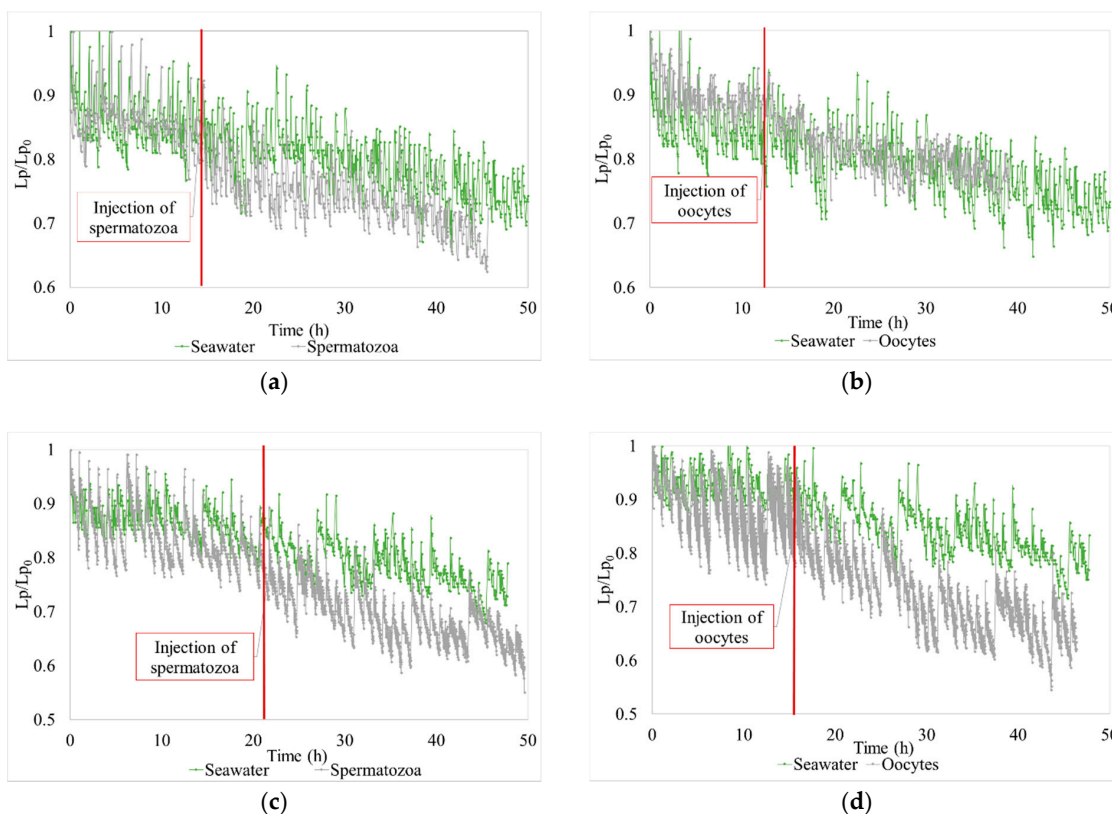 1
0.9
0.8
0.7
0.6
Lp/Lp0
Injection of
spermatozoa
0 10 20 30 40 50
Time (h)
Seawater Spermatozoa
(a)
1
0.9
0.8
0.7
0.6
Lp/Lp0
Injection of
oocytes
0 10 20 30 40 50
Time (h)
Seawater Oocytes
(b)
1
0.9
0.8
0.7
0.6
0.5
Lp/Lp0
Injection of
spermatozoa
0 10 20 30 40 50
Time (h)
Seawater Spermatozoa
(c)
1
0.9
0.8
0.7
0.6
0.5
Lp/Lp0
Injection of
oocytes
0 10 20 30 40 50
Time (h)
Seawater Oocytes
(d)